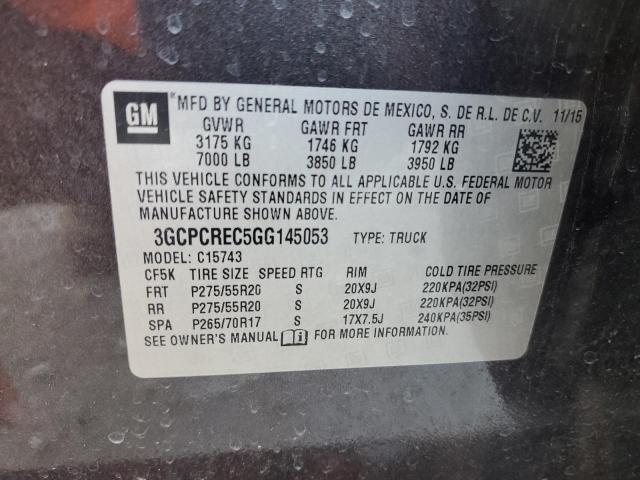 GM MFD BY GENERAL MOTORS DE MEXICO, S. DE R.L. DE C.V. 11/15
GVWR GAWR FRT GAWR RR
3175 KG 1746 KG 1792 KG
7000 LB 3850 LB 3950 LB
THIS VEHICLE CONFORMS TO ALL APPLICABLE U.S. FEDERAL MOTOR
VEHICLE SAFETY STANDARDS IN EFFECT ON THE DATE OF
MANUFACTURE SHOWN ABOVE.
3GCPCREC5GG145053 TYPE: TRUCK
MODEL: C15743
CF5K TIRE SIZE SPEED RTG RIM COLD TIRE PRESSURE
FRT P275/55R20 S 20X9J 220KPA(32PSI)
RR P275/55R20 S 20X9J 220KPA(32PSI)
SPA P265/70R17 S 17X7.5J 240KPA(35PSI)
SEE OWNER'S MANUAL FOR MORE INFORMATION.